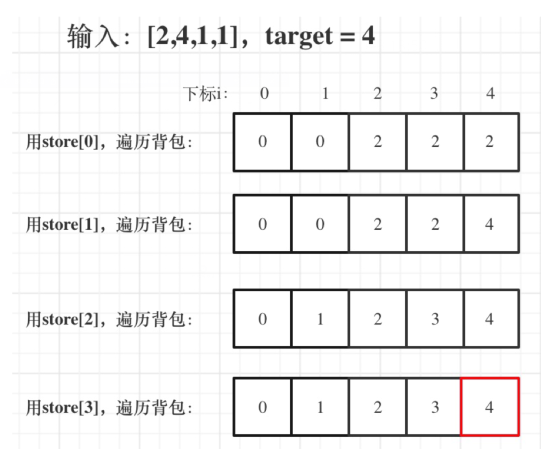 输入：[2,4,1,1]，target = 4
下标i： 0 1 2 3 4
用store[0]，遍历背包： 0 0 2 2 2
用store[1]，遍历背包： 0 0 2 2 4
用store[2]，遍历背包： 0 1 2 3 4
用store[3]，遍历背包： 0 1 2 3 4